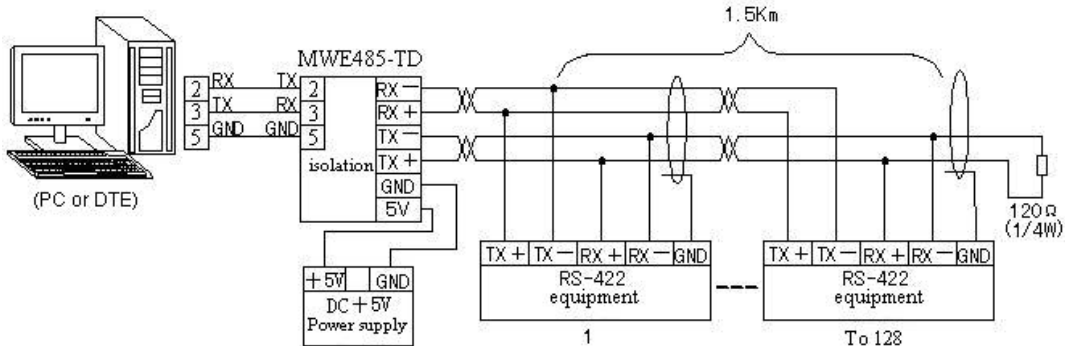 1.5Km
MWE485-TD
2 RX TX 2 RX—
3 TX RX 3 RX+
5 GND GND 5 TX—
isolation TX+
GND
5V
(PC or DTE)
120Ω
(1/4W)
+5V GND
DC+5V
Power supply
TX+ TX— RX+ RX— GND
RS-422
equipment
1
TX+ TX— RX+ RX— GND
RS-422
equipment
To 128